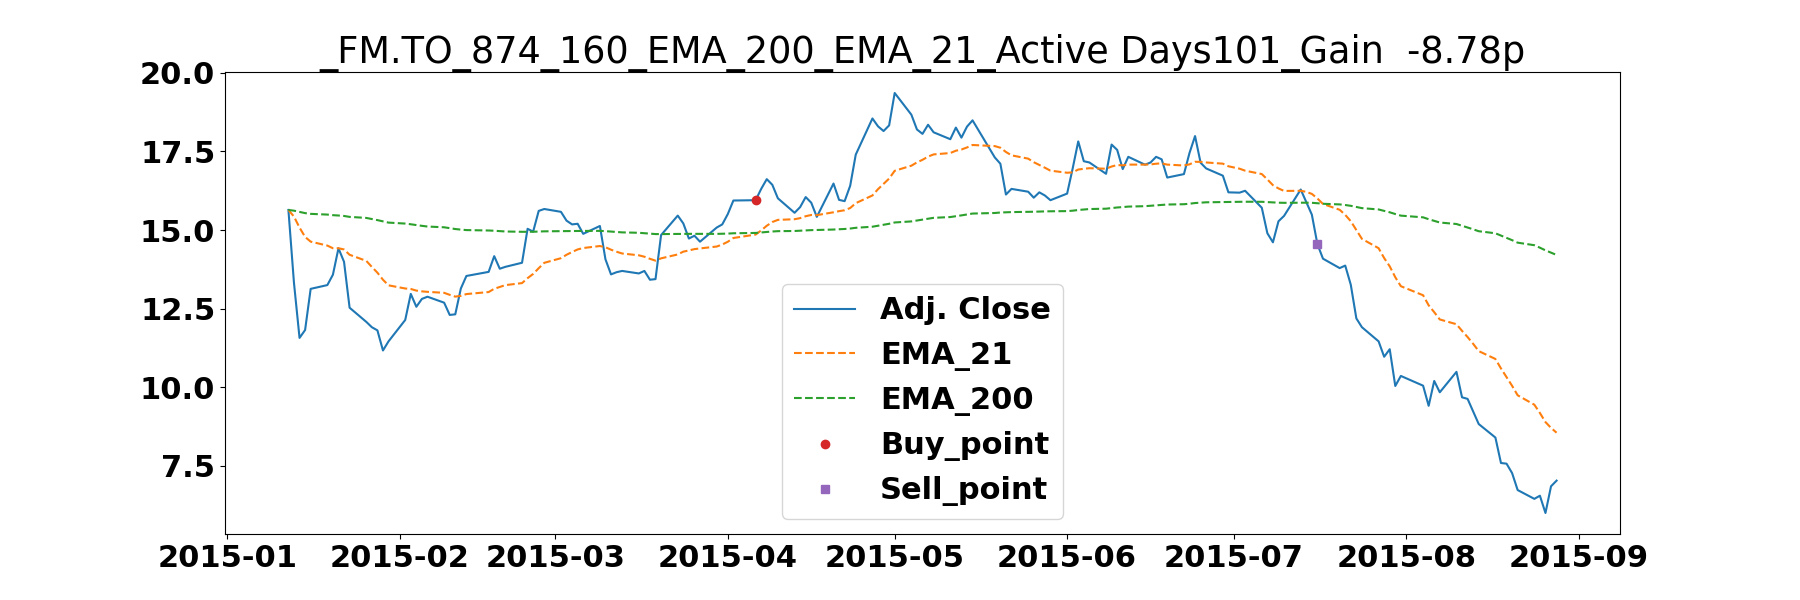 _FM.TO_874_160_EMA_200_EMA_21_Active Days101_Gain  -8.78p
20.0
17.5
15.0
12.5
10.0
7.5
Adj. Close
EMA_21
EMA_200
Buy_point
Sell_point
2015-01 2015-02 2015-03 2015-04 2015-05 2015-06 2015-07 2015-08 2015-09